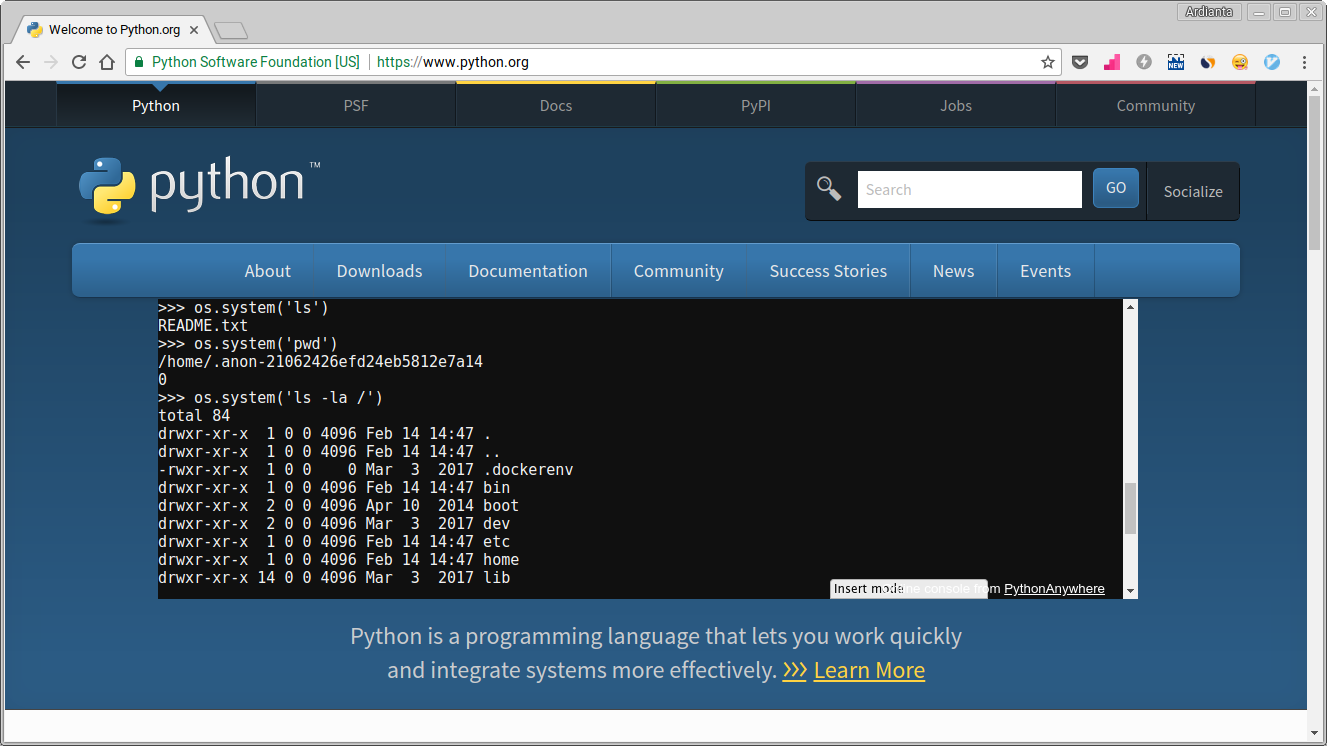 Ardianta
Welcome to Python.org
Python Software Foundation [US] https://www.python.org
NEW
Python PSF Docs PyPI Jobs Community
python™
Search GO Socialize
About Downloads Documentation Community Success Stories News Events
>>> os.system('ls')
README.txt
>>> os.system('pwd')
/home/.anon-21062426efd24eb5812e7a14
0
>>> os.system('ls -la /')
total 84
drwxr-xr-x  1 0 0 4096 Feb 14 14:47 .
drwxr-xr-x  1 0 0 4096 Feb 14 14:47 ..
-rwxr-xr-x  1 0 0    0 Mar  3  2017 .dockerenv
drwxr-xr-x  1 0 0 4096 Feb 14 14:47 bin
drwxr-xr-x  2 0 0 4096 Apr 10  2014 boot
drwxr-xr-x  2 0 0 4096 Mar  3  2017 dev
drwxr-xr-x  1 0 0 4096 Feb 14 14:47 etc
drwxr-xr-x  1 0 0 4096 Feb 14 14:47 home
drwxr-xr-x 14 0 0 4096 Mar  3  2017 lib
Insert mode console from PythonAnywhere
Python is a programming language that lets you work quickly
and integrate systems more effectively. >>> Learn More